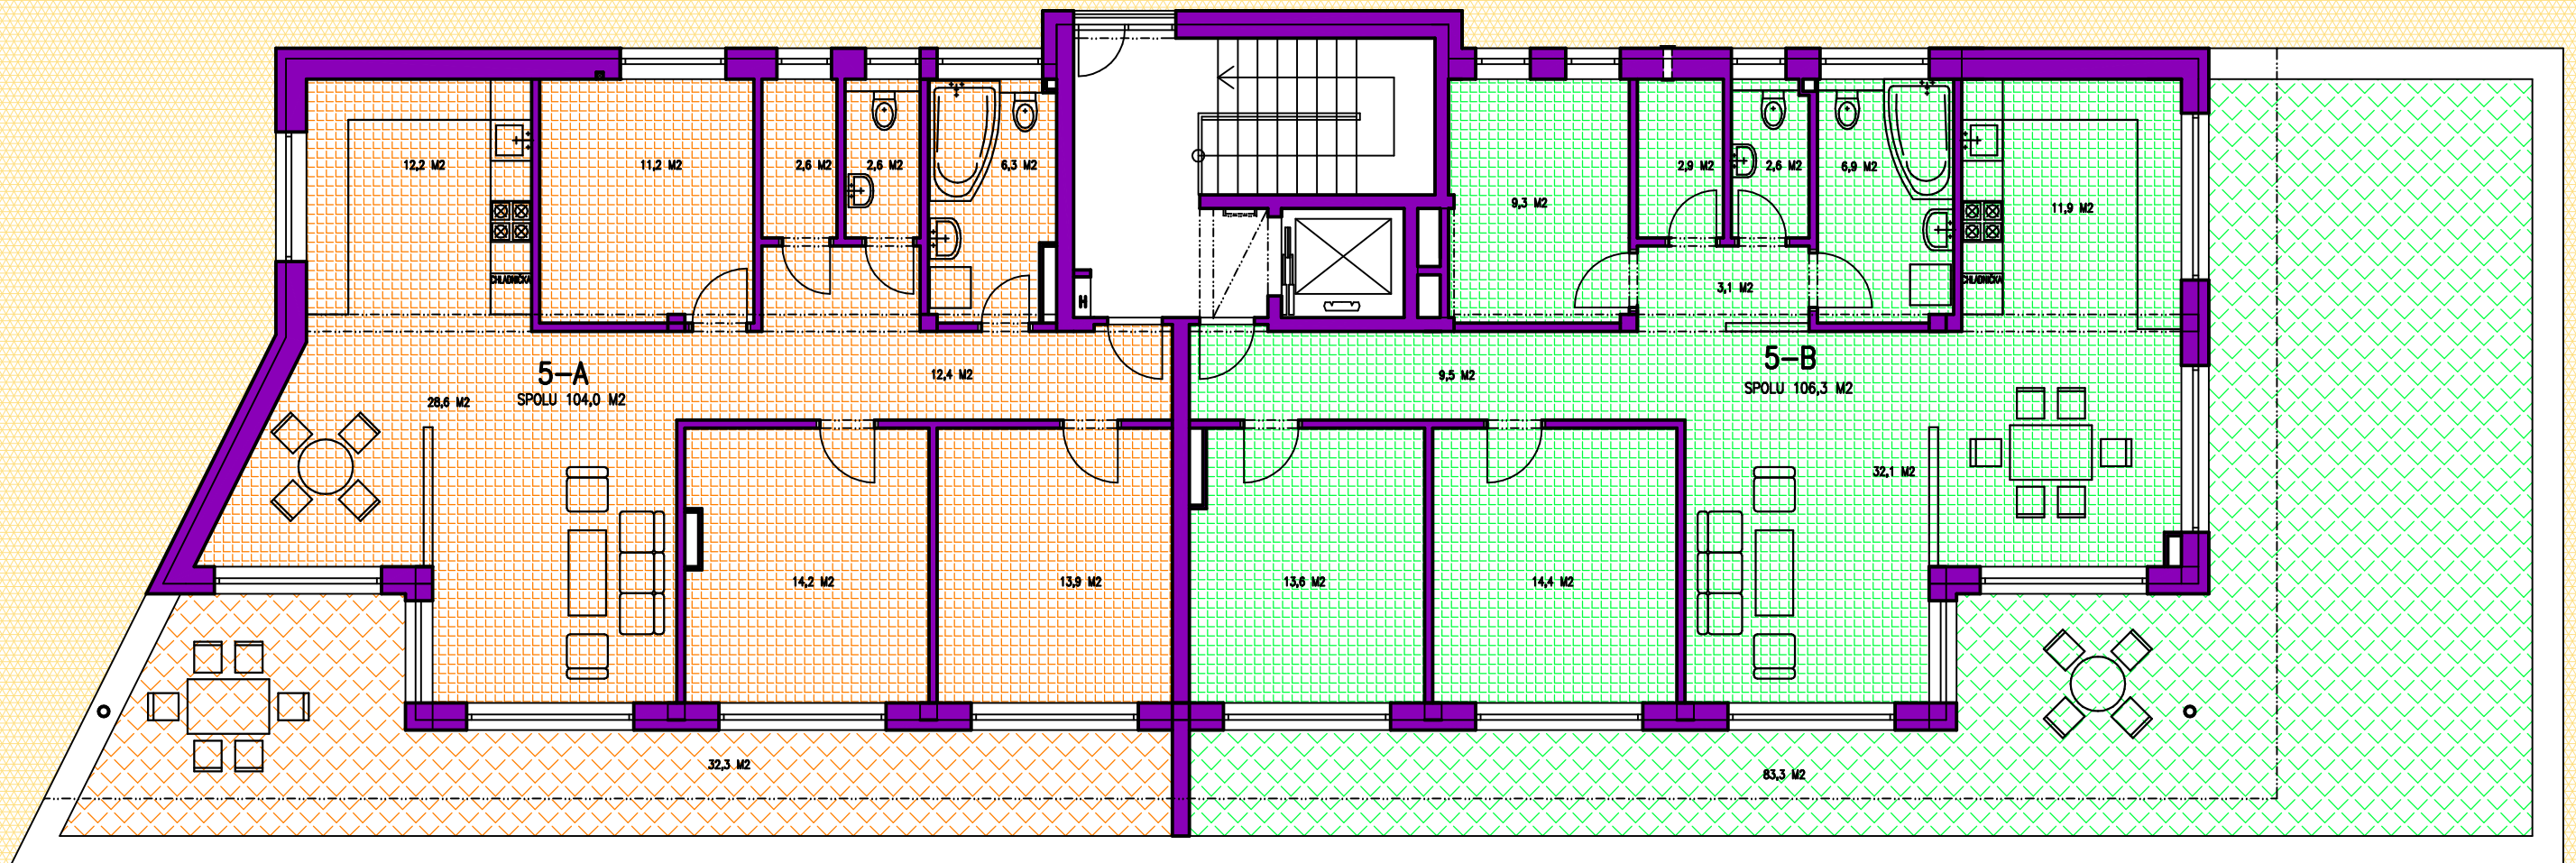 12,2 M2
11,2 M2
2,6 M2
2,6 M2
6,3 M2
2,9 M2
2,6 M2
6,9 M2
9,3 M2
11,9 M2
CHLADNIČKA
CHLADNIČKA
3,1 M2
H
5-A
SPOLU 104,0 M2
28,6 M2
12,4 M2
9,5 M2
5-B
SPOLU 106,3 M2
32,1 M2
14,2 M2
13,9 M2
13,6 M2
14,4 M2
32,3 M2
83,3 M2